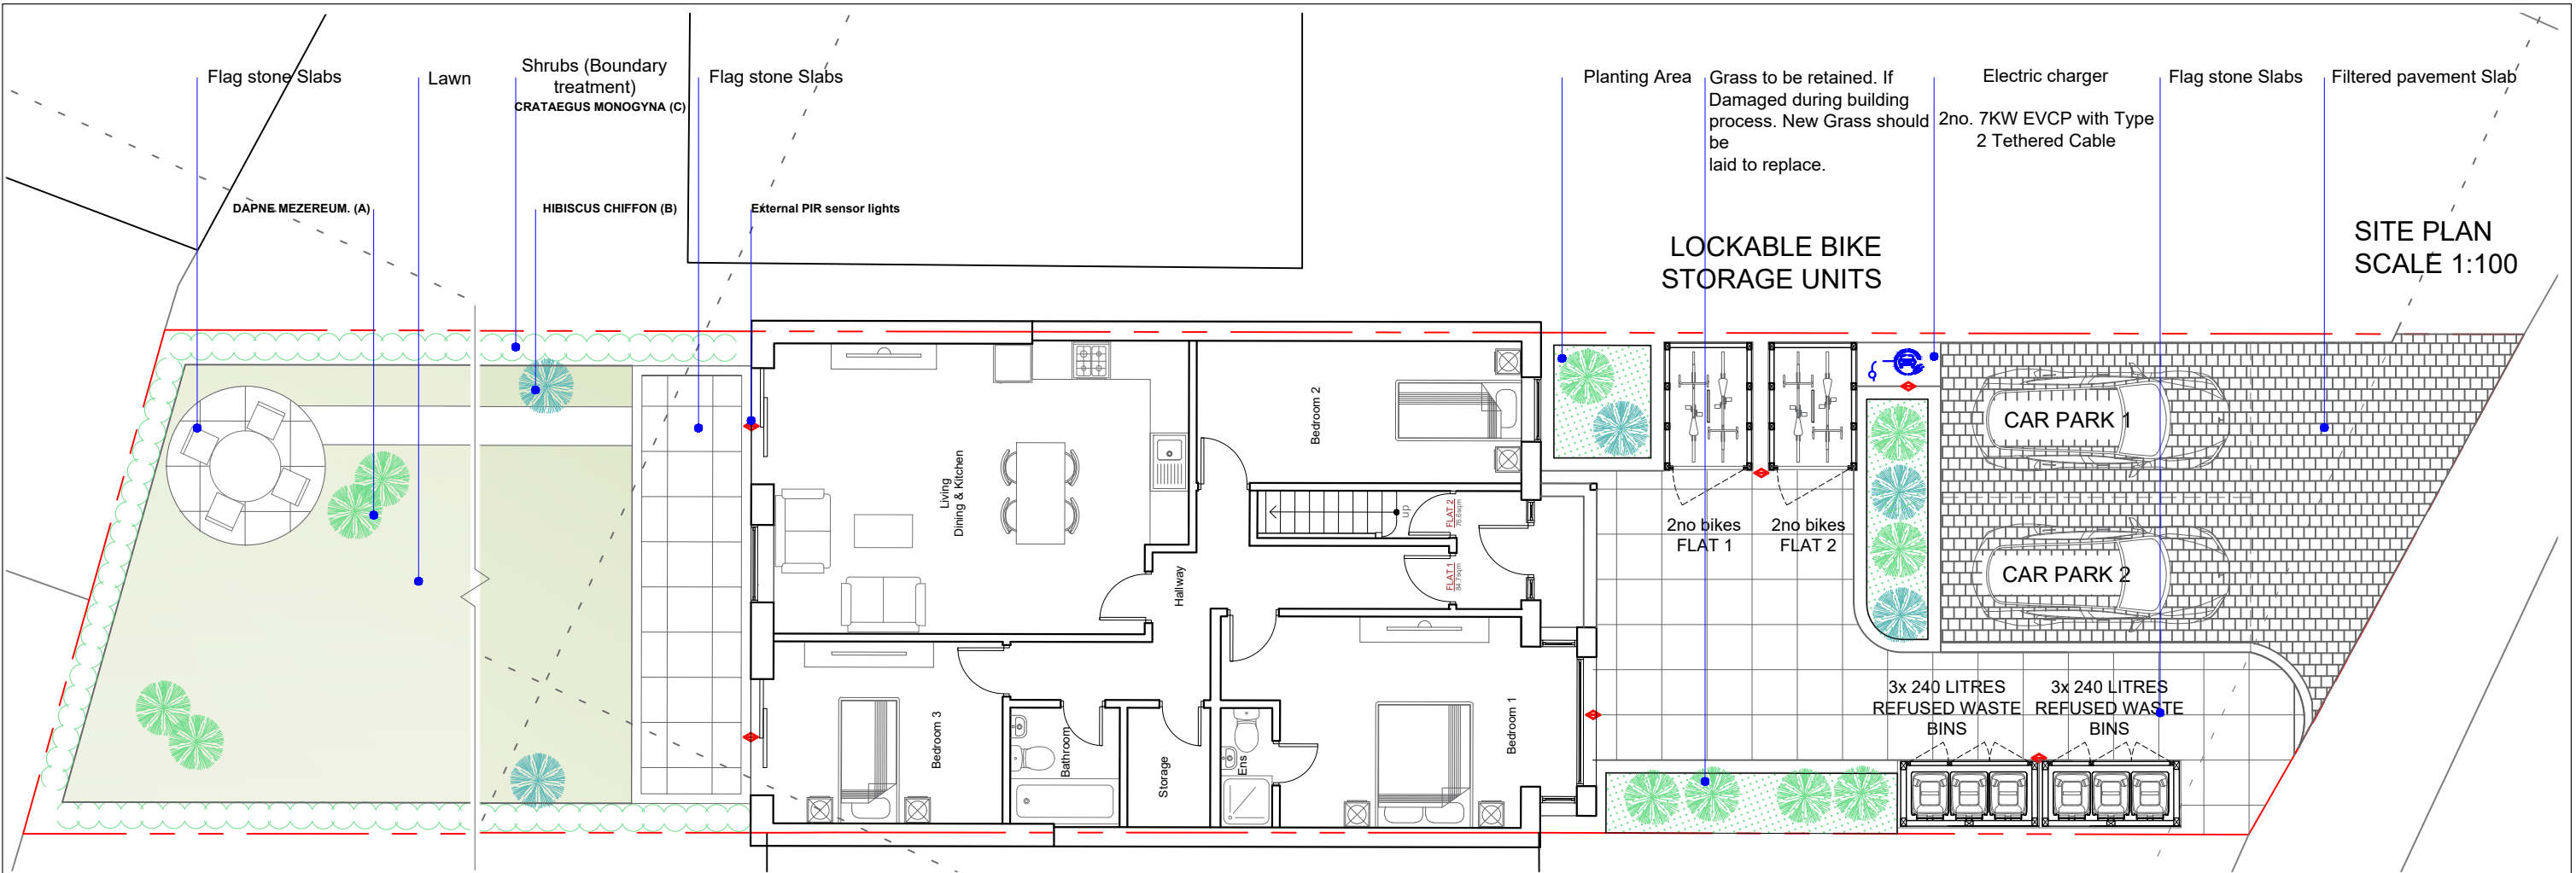 Flag stone Slabs
Lawn
Shrubs (Boundary
treatment)
CRATAEGUS MONOGYNA (C)
Flag stone Slabs
Planting Area
Grass to be retained. If
Damaged during building
process. New Grass should
be
laid to replace.
Electric charger
2no. 7KW EVCP with Type
2 Tethered Cable
Flag stone Slabs
Filtered pavement Slab
DAPNE MEZEREUM. (A)
HIBISCUS CHIFFON (B)
External PIR sensor lights
LOCKABLE BIKE
STORAGE UNITS
SITE PLAN
SCALE 1:100
Living
Dining & Kitchen
Bedroom 2
up
FLAT 2
76.6sqm
FLAT 1
84.7sqm
Hallway
2no bikes
FLAT 1
2no bikes
FLAT 2
CAR PARK 1
CAR PARK 2
Bedroom 3
Bathroom
Storage
Ens
Bedroom 1
3x 240 LITRES
REFUSED WASTE
BINS
3x 240 LITRES
REFUSED WASTE
BINS